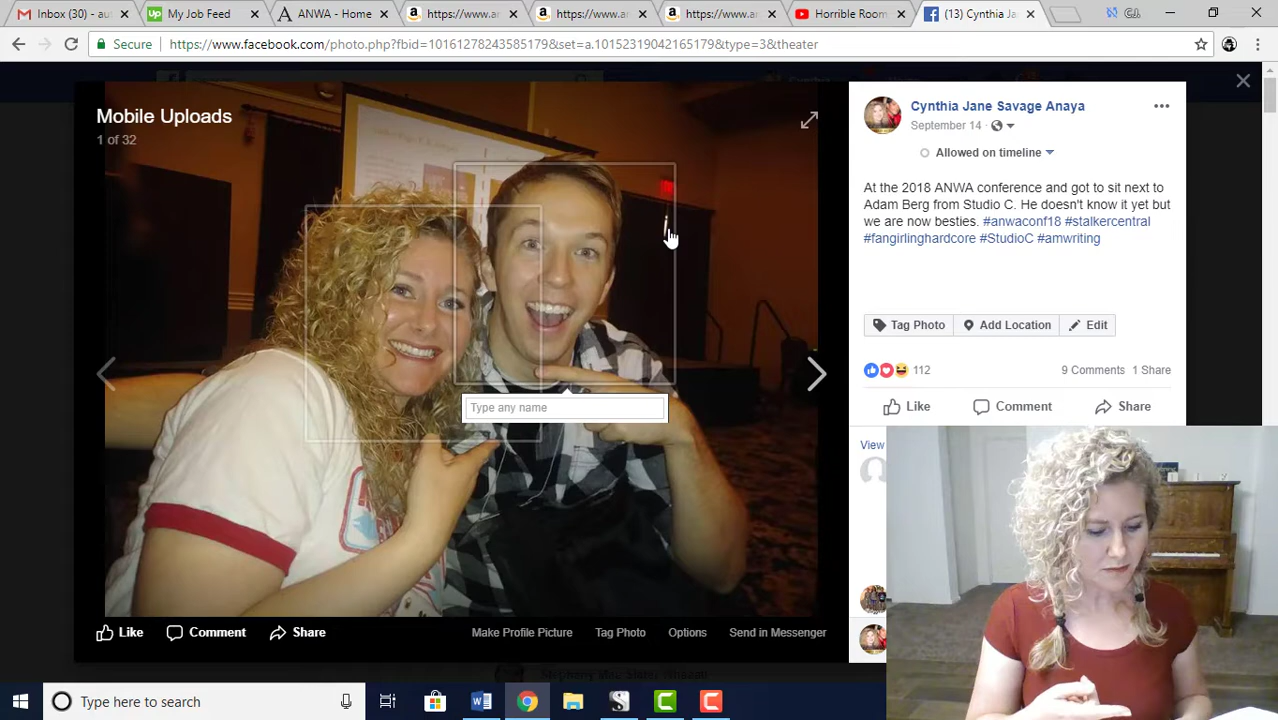 Inbox (30) - aut
My Job Feed
ANWA - Home
https://www.ar
https://www.ar
https://www.ar
Horrible Room
(13) Cynthia Ja
C.J.
Secure
https://www.facebook.com/photo.php?fbid=10161278243585179&set=a.10152319042165179&type=3&theater
Mobile Uploads
1 of 32
Type any name
Like
Comment
Share
Make Profile Picture
Tag Photo
Options
Send in Messenger
Cynthia Jane Savage Anaya
September 14
Allowed on timeline
At the 2018 ANWA conference and got to sit next to
Adam Berg from Studio C. He doesn't know it yet but
we are now besties. #anwaconf18 #stalkercentral
#fangirlinghardcore #StudioC #amwriting
Tag Photo
Add Location
Edit
112
9 Comments
1 Share
Like
Comment
Share
View
Type here to search